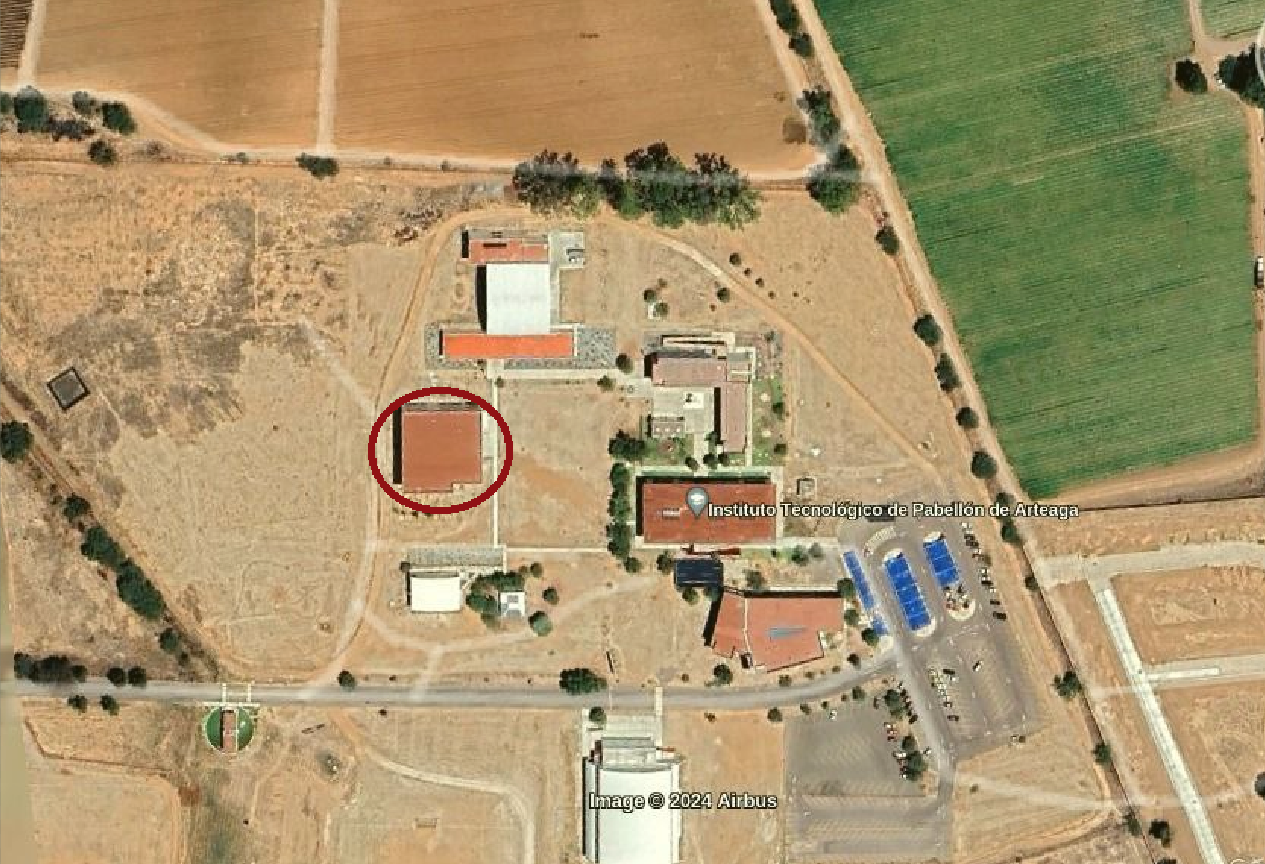 Instituto Tecnológico de Pabellón de Arteaga
Image © 2024 Airbus